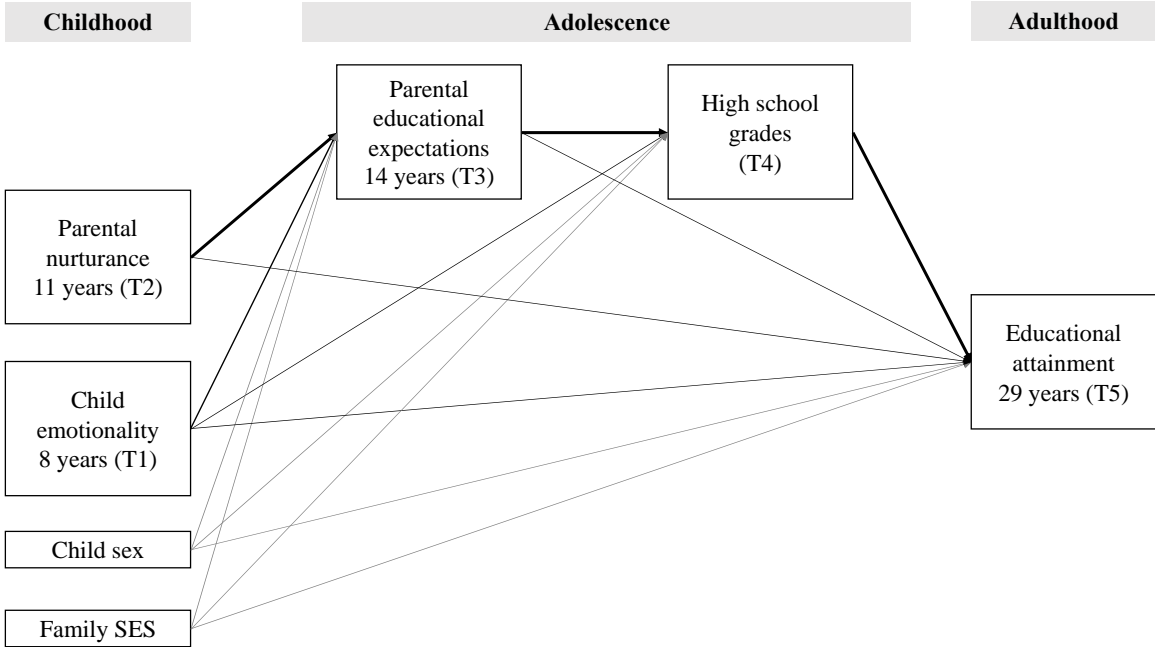 Childhood
Adolescence
Adulthood
Parental
educational
expectations
14 years (T3)
High school
grades
(T4)
Parental
nurturance
11 years (T2)
Educational
attainment
29 years (T5)
Child
emotionality
8 years (T1)
Child sex
Family SES